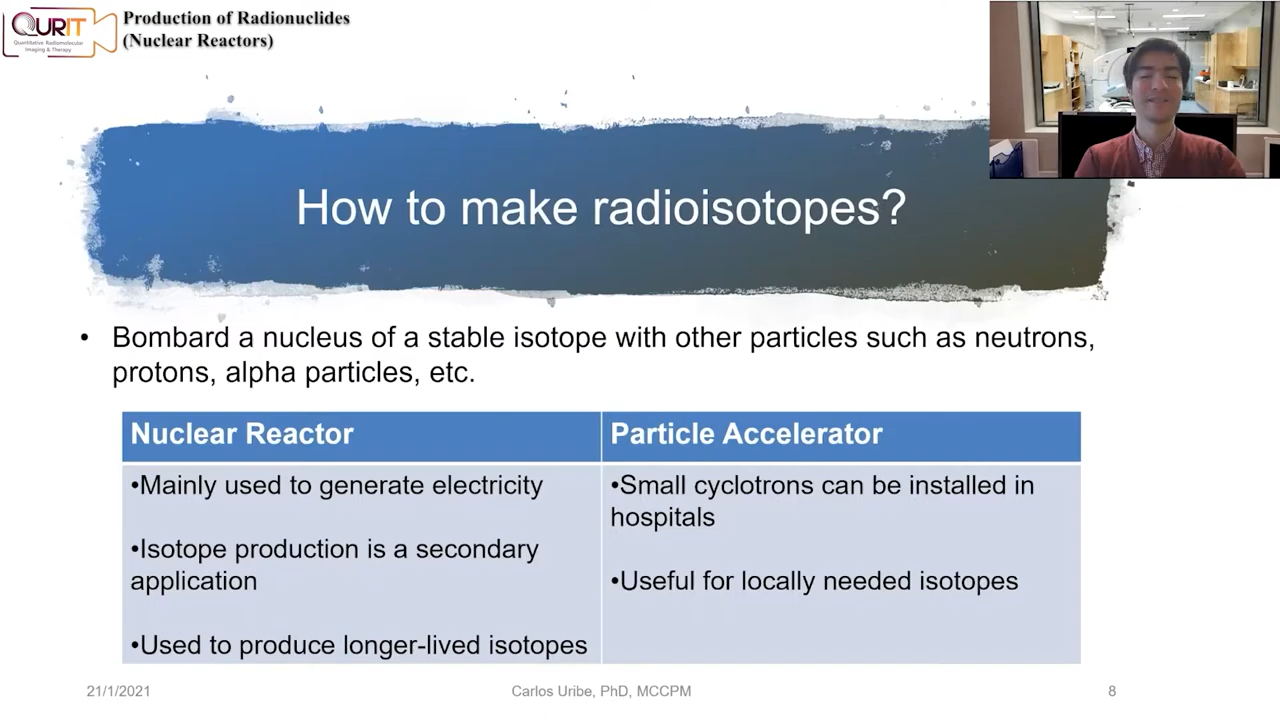 QURIT
Quantitative Radiomolecular
Imaging & Therapy
Production of Radionuclides
(Nuclear Reactors)
How to make radioisotopes?
• Bombard a nucleus of a stable isotope with other particles such as neutrons,
protons, alpha particles, etc.
Nuclear Reactor
•Mainly used to generate electricity
•Isotope production is a secondary
application
•Used to produce longer-lived isotopes
Particle Accelerator
•Small cyclotrons can be installed in
hospitals
•Useful for locally needed isotopes
21/1/2021
Carlos Uribe, PhD, MCCPM
8